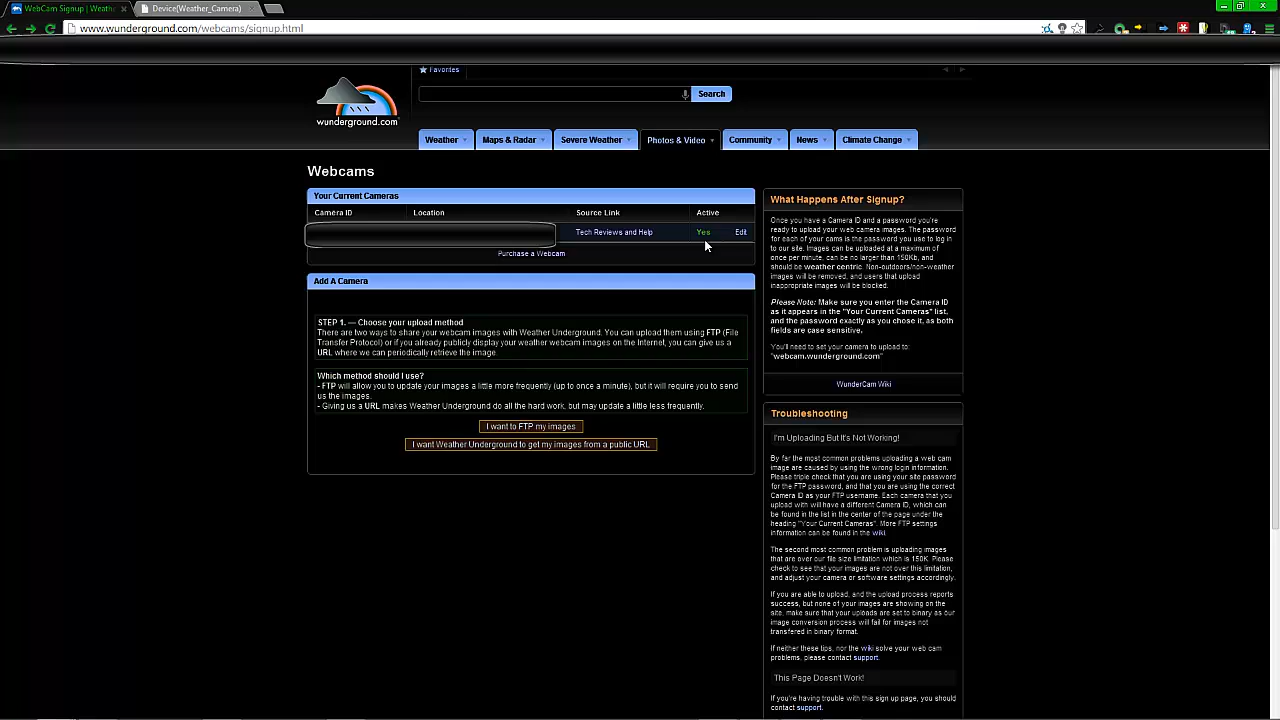 WebCam Signup | Weath
Device(Weather_Camera)
www.wunderground.com/webcams/signup.html
Favorites
Search
wunderground.com
Weather
Maps & Radar
Severe Weather
Photos & Video
Community
News
Climate Change
Webcams
Your Current Cameras
Camera ID Location Source Link Active
Tech Reviews and Help Yes Edit
Purchase a Webcam
Add A Camera
STEP 1. — Choose your upload method
There are two ways to share your webcam images with Weather Underground. You can upload them using FTP (File
Transfer Protocol) or if you already publicly display your weather webcam images on the Internet, you can give us a
URL where we can periodically retrieve the image.
Which method should I use?
- FTP will allow you to update your images a little more frequently (up to once a minute), but it will require you to send
us the images.
- Giving us a URL makes Weather Underground do all the hard work, but may update a little less frequently.
I want to FTP my images
I want Weather Underground to get my images from a public URL
What Happens After Signup?
Once you have a Camera ID and a password you're
ready to upload your web camera images. The password
for each of your cams is the password you use to log in
to our site. Images can be uploaded at a maximum of
once per minute, can be no larger than 150Kb, and
should be weather centric. Non-outdoors/non-weather
images will be removed, and users that upload
inappropriate images will be blocked.
Please Note: Make sure you enter the Camera ID
as it appears in the "Your Current Cameras" list,
and the password exactly as you chose it, as both
fields are case sensitive.
You'll need to set your camera to upload to:
"webcam.wunderground.com"
WunderCam Wiki
Troubleshooting
I'm Uploading But It's Not Working!
By far the most common problems uploading a web cam
image are caused by using the wrong login information.
Please triple check that you are using your site password
for the FTP password, and that you are using the correct
Camera ID as your FTP username. Each camera that you
upload with will have a different Camera ID, which can
be found in the list in the center of the page under the
heading "Your Current Cameras". More FTP settings
information can be found in the wiki.
The second most common problem is uploading images
that are over our file size limitation which is 150K. Please
check to see that your images are not over this limitation,
and adjust your camera or software settings accordingly.
If you are able to upload, and the upload process reports
success, but none of your images are showing on the
site, make sure that your uploads are set to binary as our
image conversion process will fail for images not
transfered in binary format.
If neither these tips, nor the wiki solve your web cam
problems, please contact support.
This Page Doesn't Work!
If you're having trouble with this sign up page, you should
contact support.